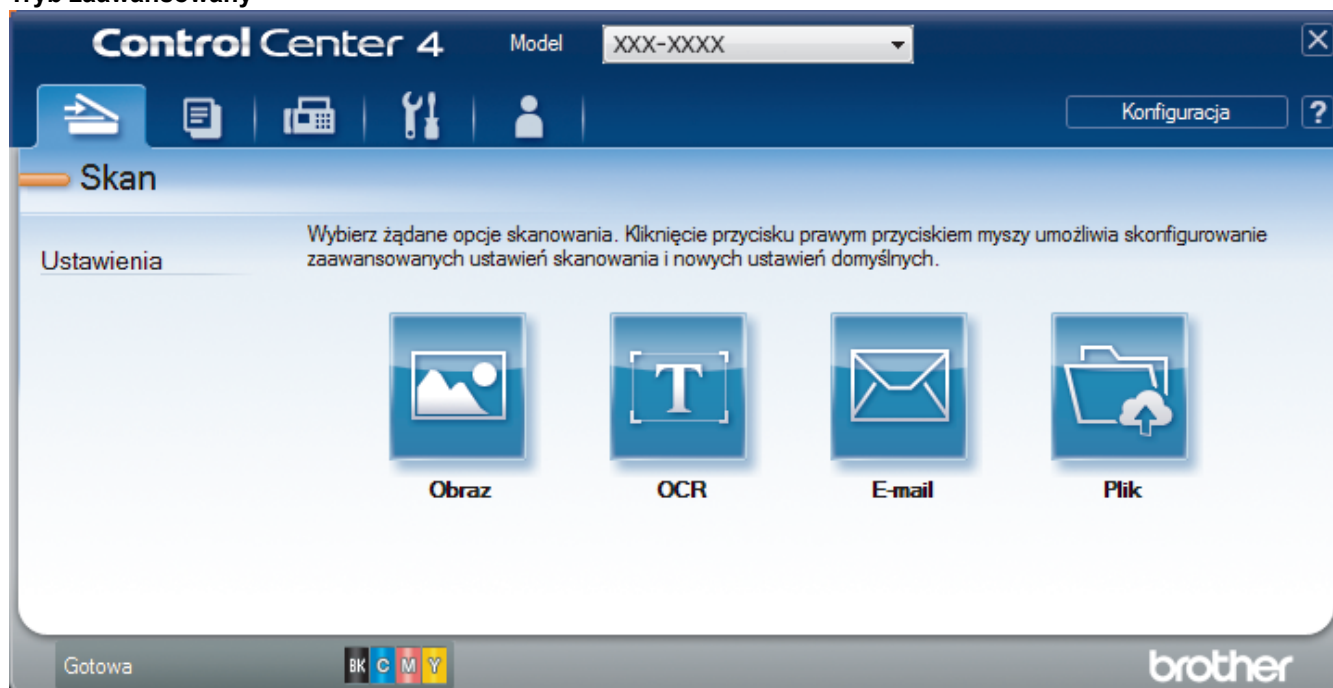 Tryb zaawansowany
Control Center 4 Model XXX-XXXX
Konfiguracja ?
Skan
Wybierz żądane opcje skanowania. Kliknięcie przycisku prawym przyciskiem myszy umożliwia skonfigurowanie
Ustawienia zaawansowanych ustawień skanowania i nowych ustawień domyślnych.
T
Obraz OCR E-mail Plik
Gotowa BK C M Y brother